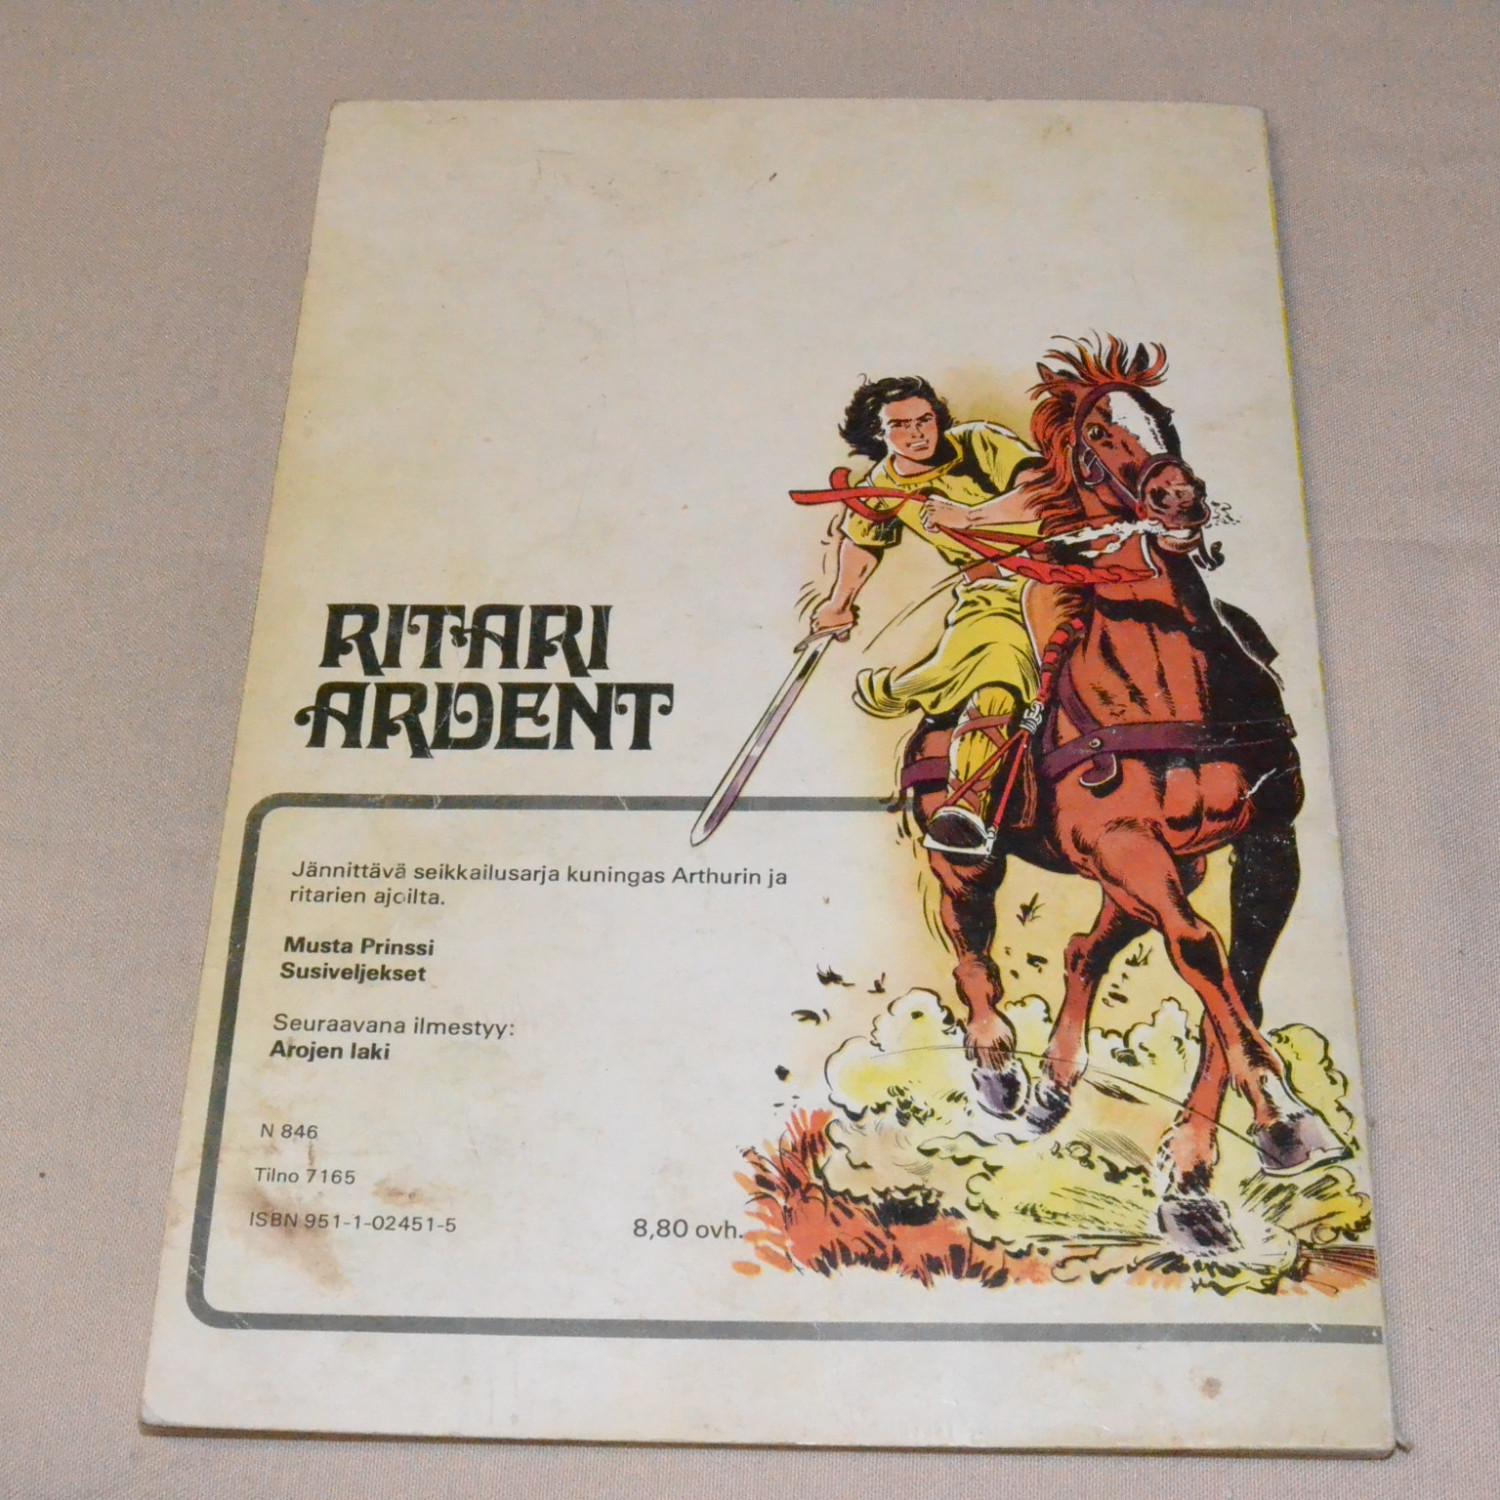 RITARI
ARDENT
Jännittävä seikkailusarja kuningas Arthurin ja
ritarien ajoilta.
Musta Prinssi
Susiveljekset
Seuraavana ilmestyy:
Arojen laki
N 846
Tilno 7165
ISBN 951-1-02451-5
8,80 ovh.